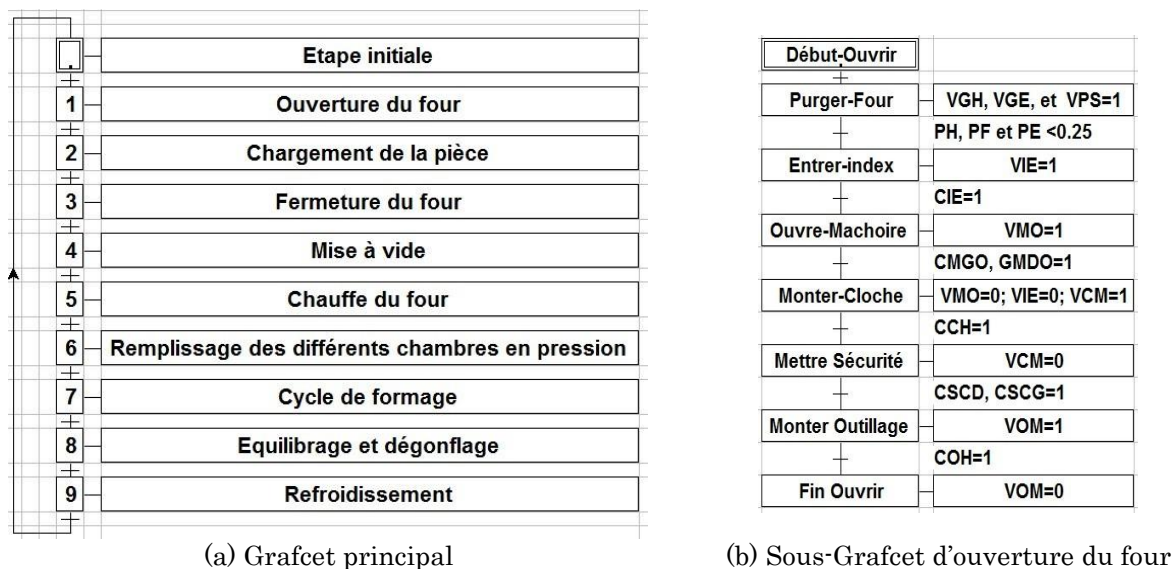 Etape initiale
1 Ouverture du four
2 Chargement de la pièce
3 Fermeture du four
4 Mise à vide
5 Chauffe du four
6 Remplissage des différents chambres en pression
7 Cycle de formage
8 Equilibrage et dégonflage
9 Refroidissement
(a) Grafcet principal
Début-Ouvrir
Purger-Four VGH, VGE, et VPS=1
PH, PF et PE <0.25
Entrer-index VIE=1
CIE=1
Ouvre-Machoire VMO=1
CMGO, GMDO=1
Monter-Cloche VMO=0; VIE=0; VCM=1
CCH=1
Mettre Sécurité VCM=0
CSCD, CSCG=1
Monter Outillage VOM=1
COH=1
Fin Ouvrir VOM=0
(b) Sous-Grafcet d'ouverture du four